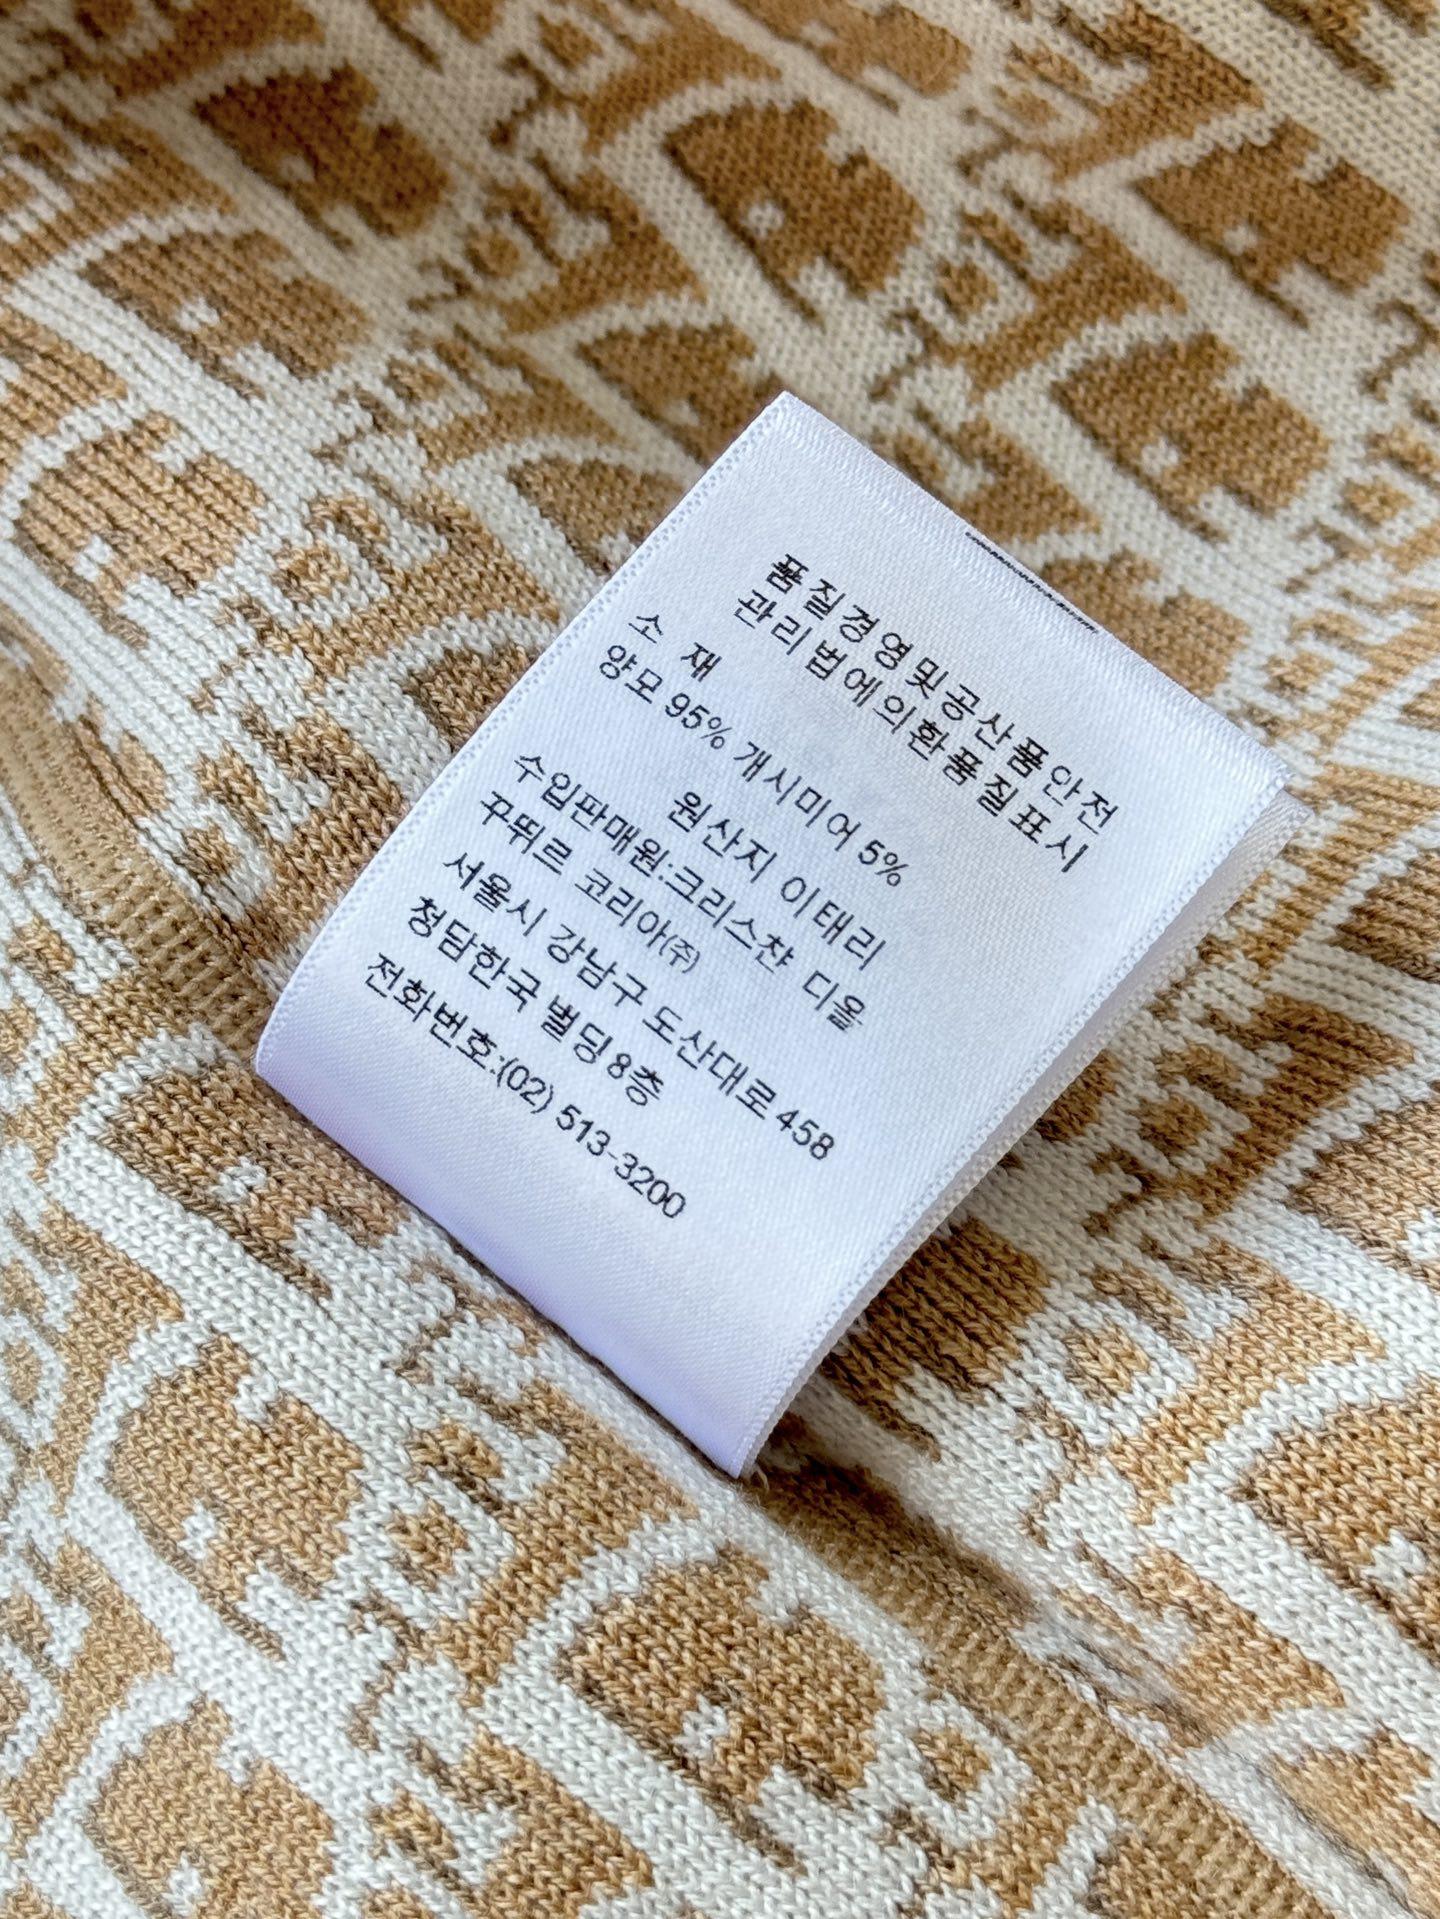 품질경영및공산품안전
관리법에의환품질표시
소 재
양모 95% 개시미어 5%
원산지 이태리
수입판매원:크리스챤 디올
꾸뛰르 코리아(주)
서울시 강남구 도산대로 458
청담한국 벌딩 8층
전화번호:(02) 513-3200